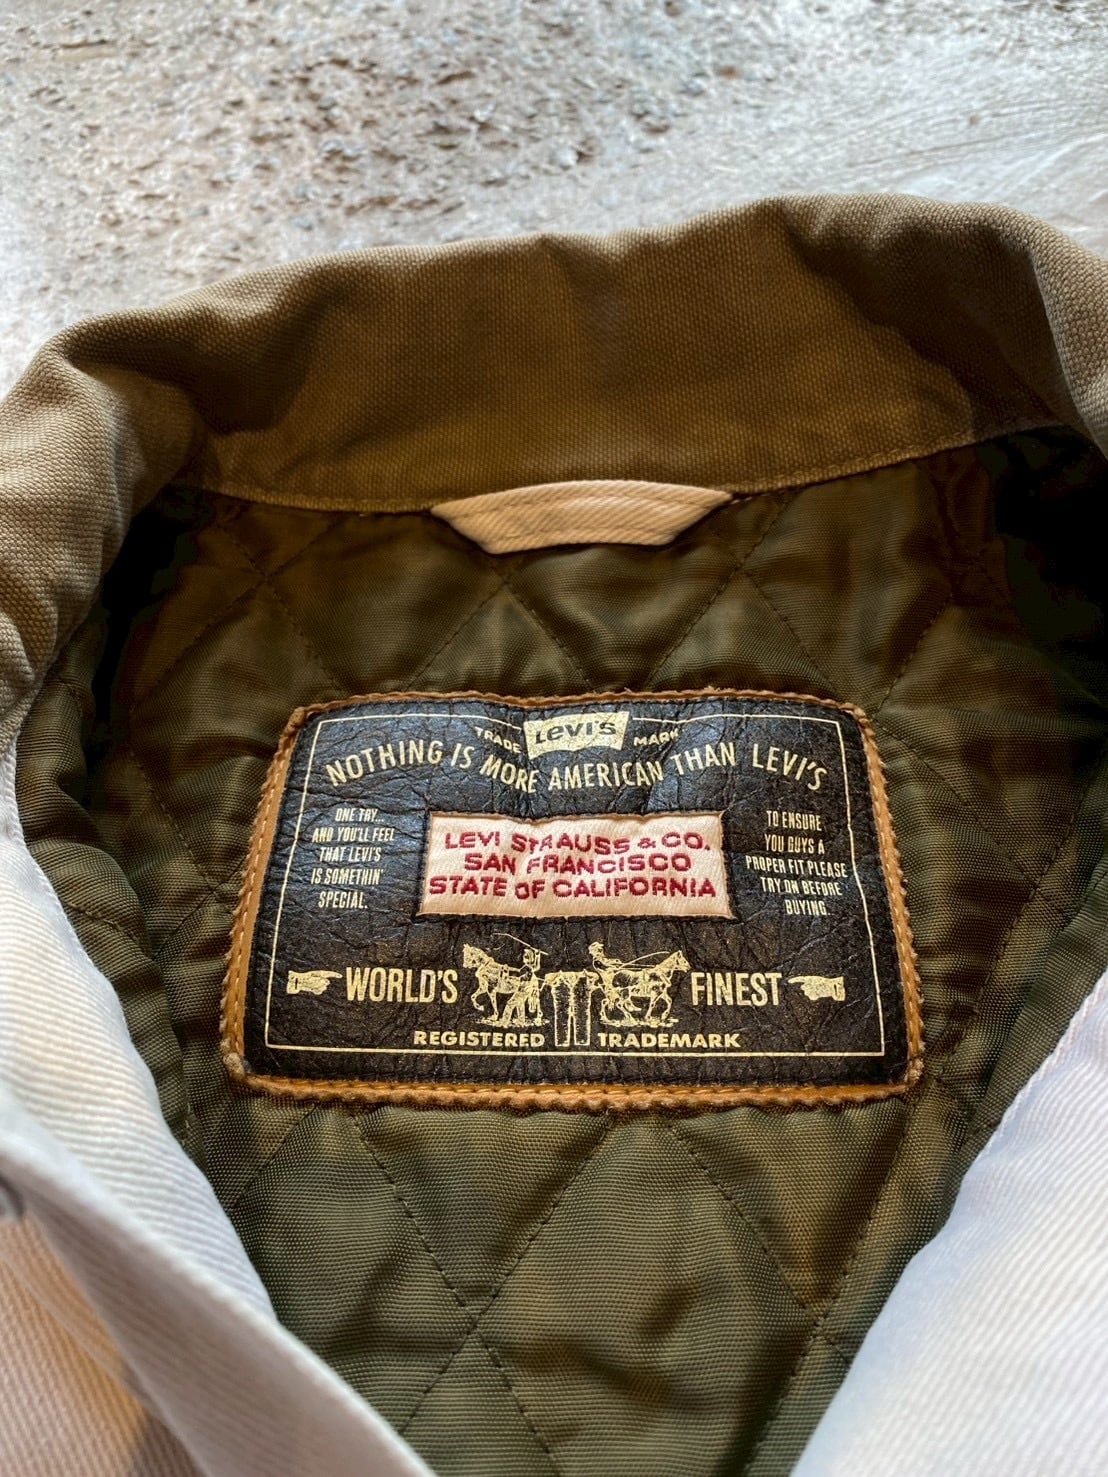 Levi's
TRADE MARK
NOTHING IS MORE AMERICAN THAN LEVI'S
ONE TRY...
AND YOU'LL FEEL
THAT LEVI'S
IS SOMETHIN'
SPECIAL.
LEVI STRAUSS & CO.
SAN FRANCISCO
STATE OF CALIFORNIA
TO ENSURE
YOU GUYS A
PROPER FIT PLEASE
TRY ON BEFORE
BUYING.
WORLD'S FINEST
REGISTERED TRADEMARK